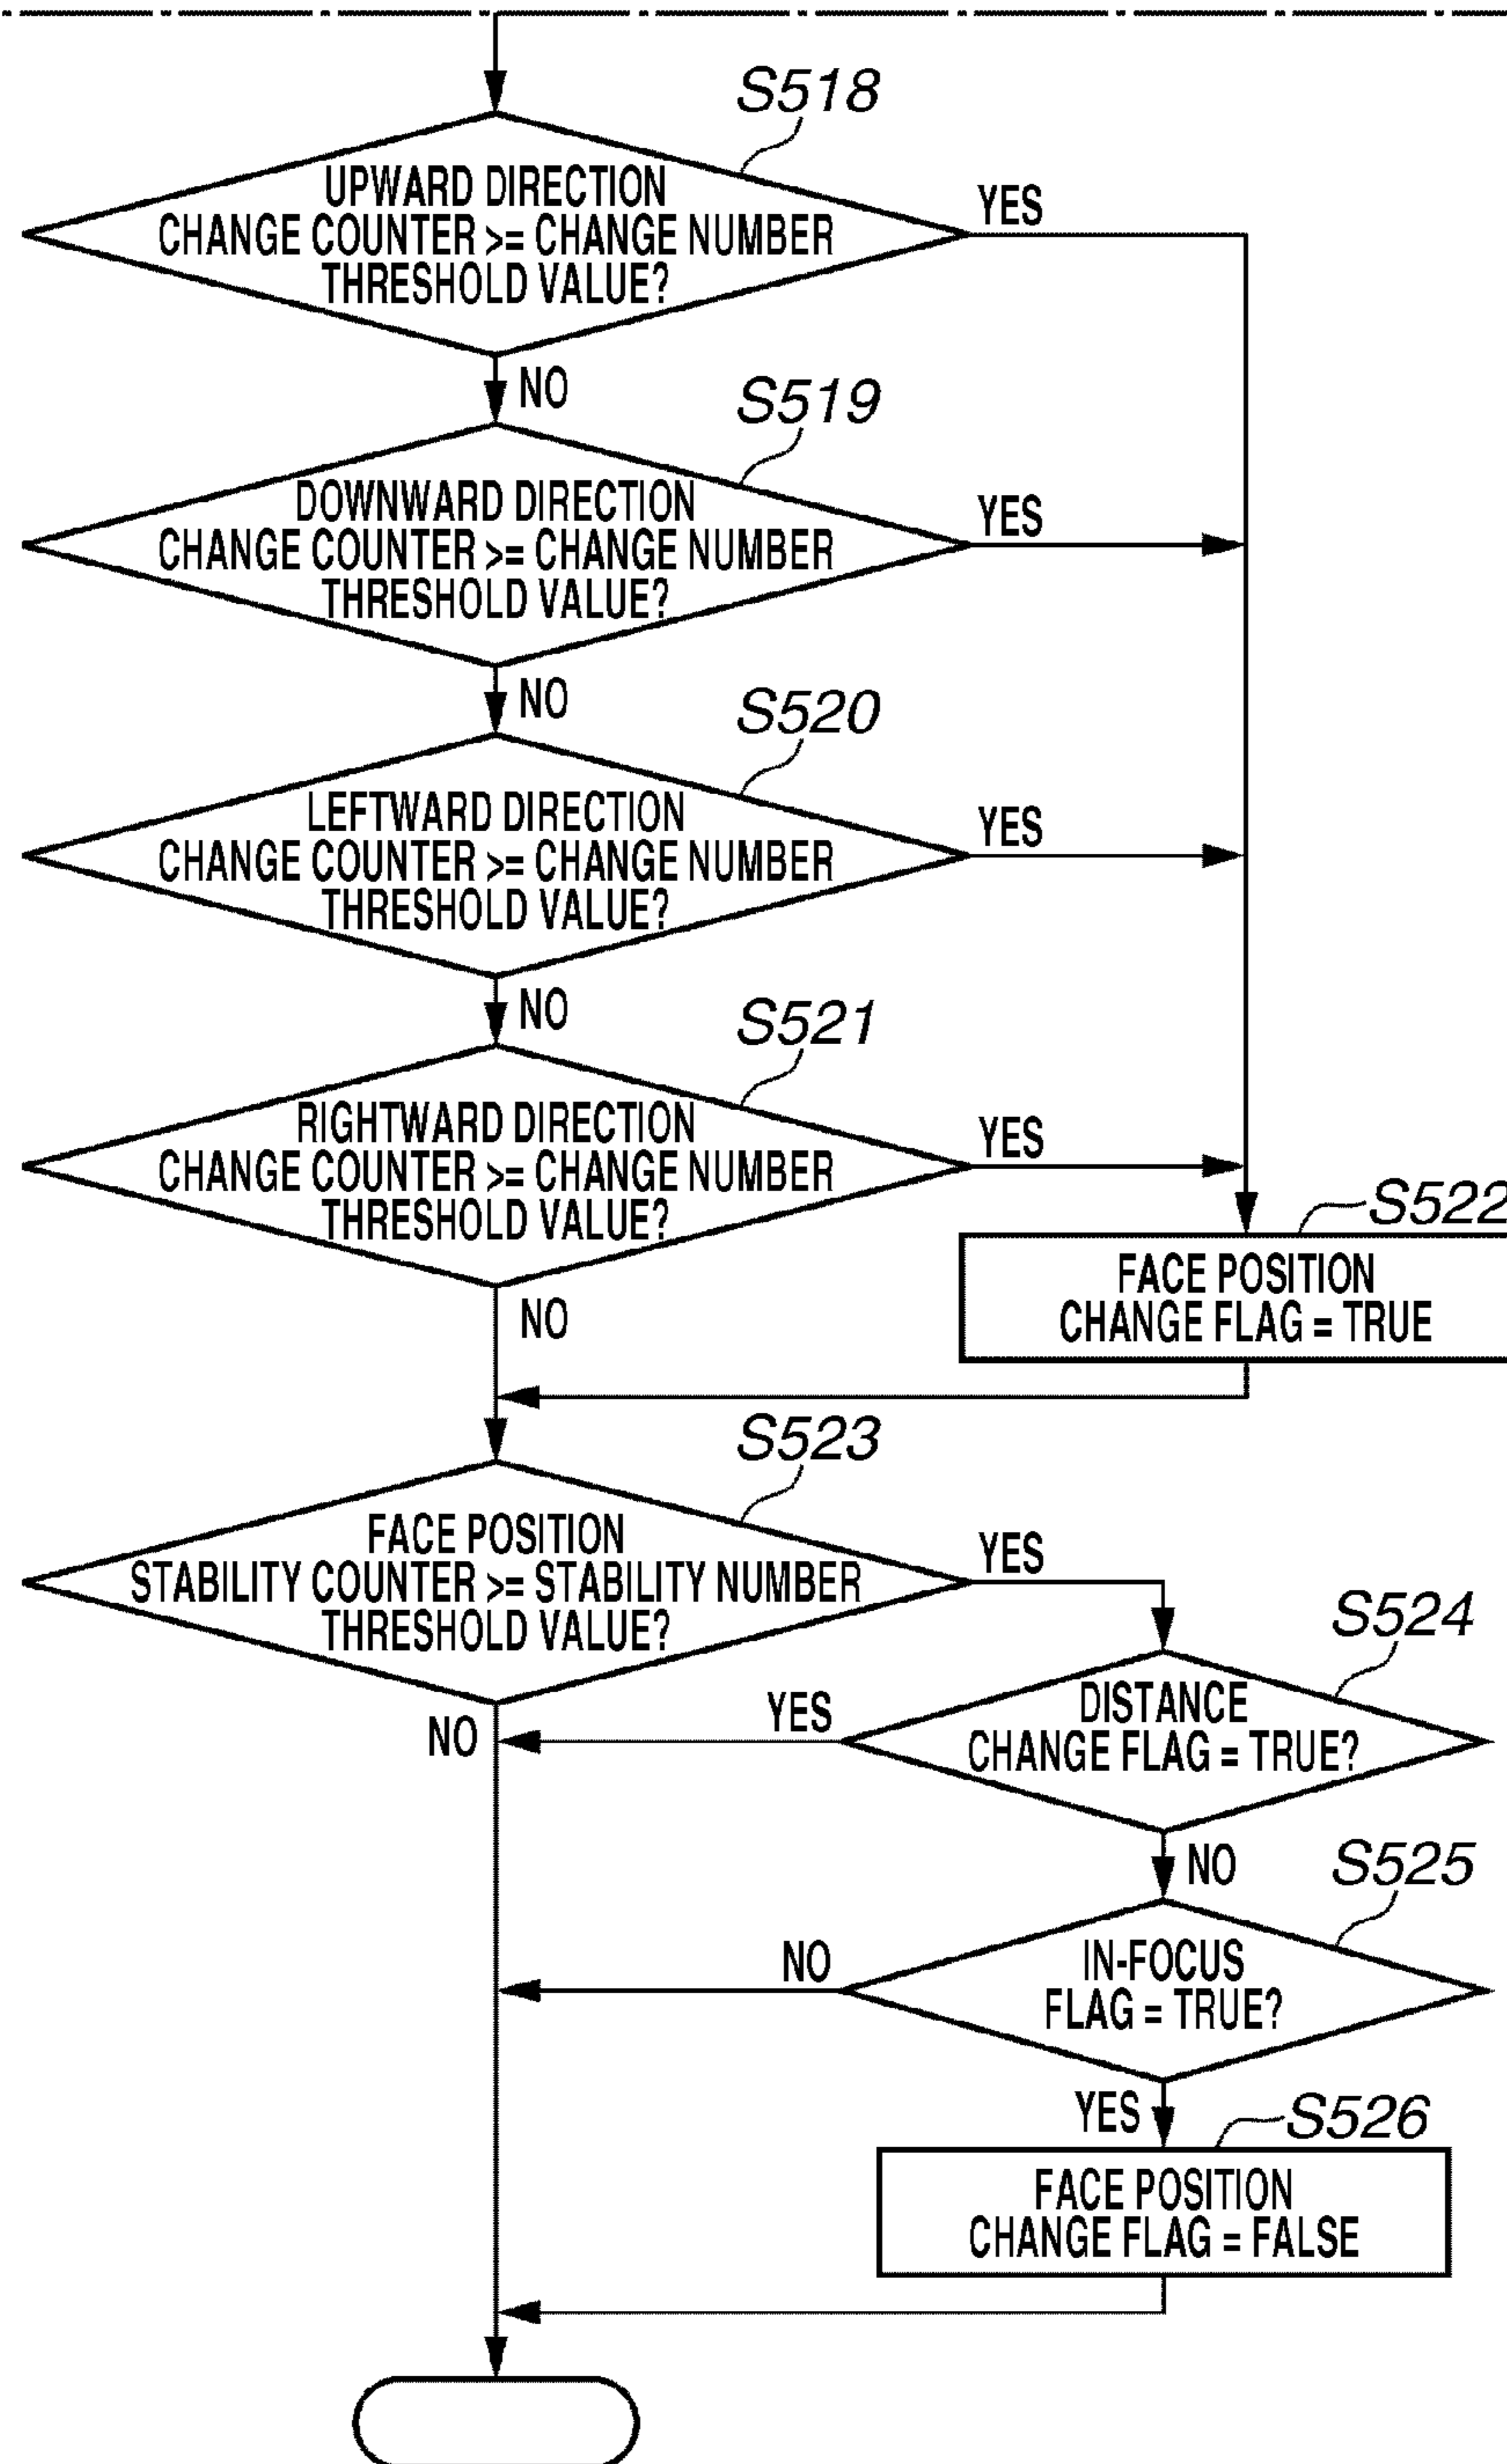 S518
UPWARD DIRECTION
CHANGE COUNTER >= CHANGE NUMBER
THRESHOLD VALUE?
YES
NO
S519
DOWNWARD DIRECTION
CHANGE COUNTER >= CHANGE NUMBER
THRESHOLD VALUE?
YES
NO
S520
LEFTWARD DIRECTION
CHANGE COUNTER >= CHANGE NUMBER
THRESHOLD VALUE?
YES
NO
S521
RIGHTWARD DIRECTION
CHANGE COUNTER >= CHANGE NUMBER
THRESHOLD VALUE?
YES
NO
S522
FACE POSITION
CHANGE FLAG = TRUE
S523
FACE POSITION
STABILITY COUNTER >= STABILITY NUMBER
THRESHOLD VALUE?
YES
NO
S524
DISTANCE
CHANGE FLAG = TRUE?
YES
NO
S525
IN-FOCUS
FLAG = TRUE?
NO
YES
S526
FACE POSITION
CHANGE FLAG = FALSE